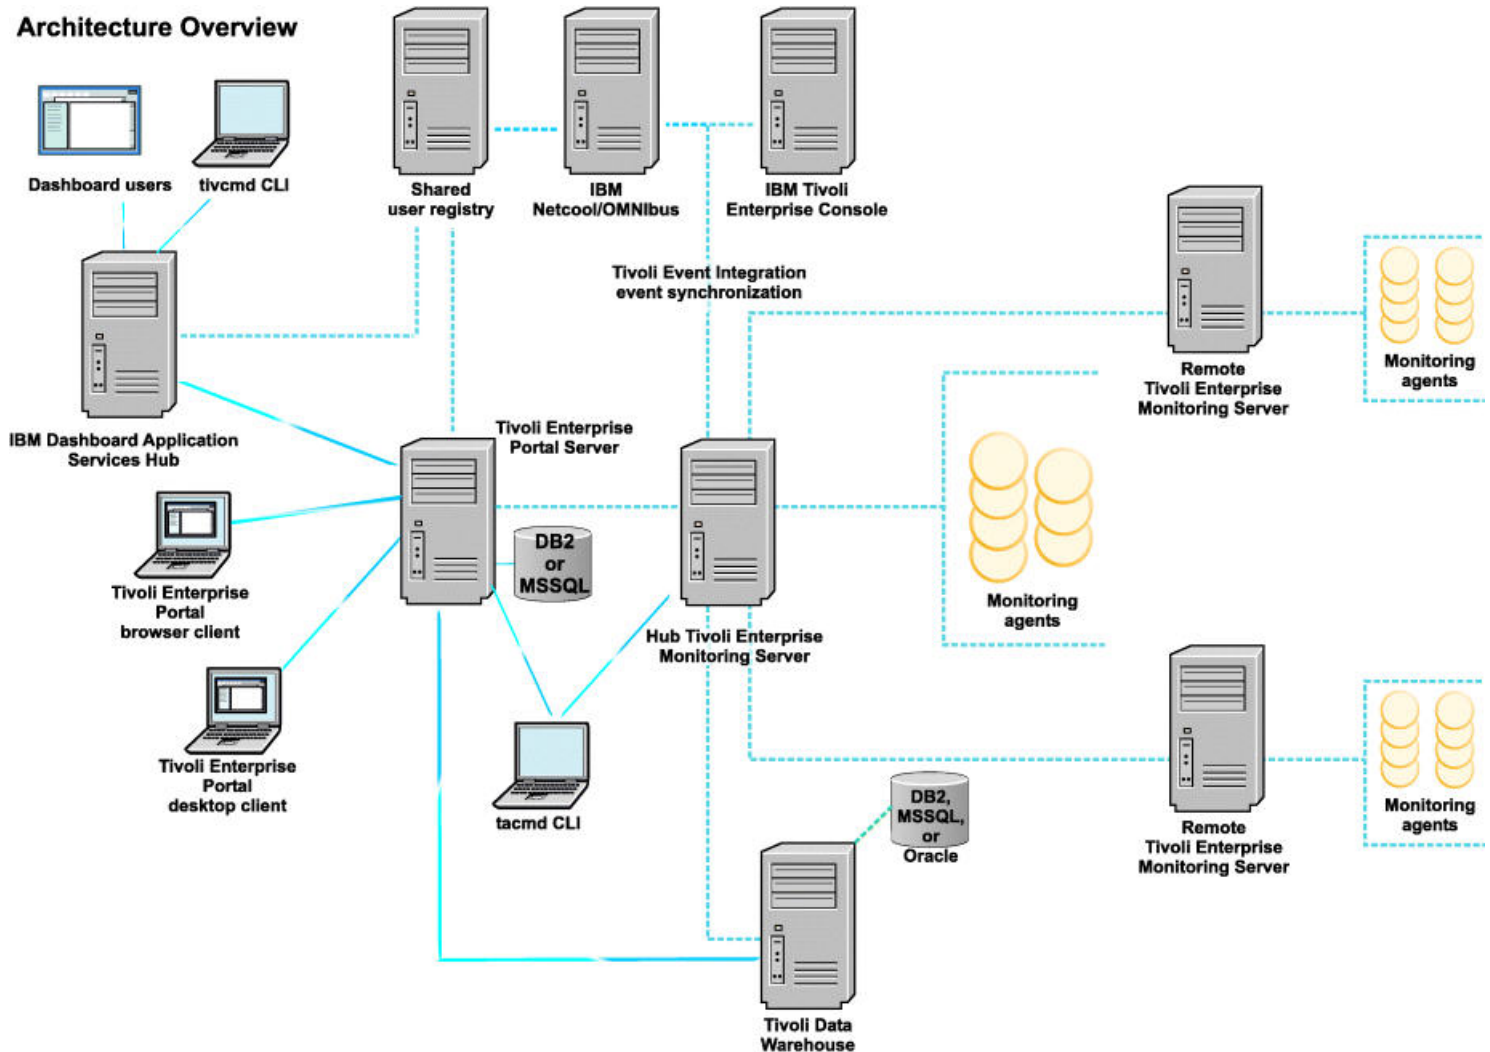 Architecture Overview
Dashboard users
tivcmd CLI
Shared
user registry
IBM
Netcool/OMNIbus
IBM Tivoli
Enterprise Console
Tivoli Event Integration
event synchronization
Remote
Tivoli Enterprise
Monitoring Server
Monitoring
agents
IBM Dashboard Application
Services Hub
Tivoli Enterprise
Portal Server
DB2
or
MSSQL
Hub Tivoli Enterprise
Monitoring Server
Monitoring
agents
Tivoli Enterprise
Portal
browser client
Tivoli Enterprise
Portal
desktop client
tacmd CLI
DB2,
MSSQL,
or
Oracle
Remote
Tivoli Enterprise
Monitoring Server
Monitoring
agents
Tivoli Data
Warehouse